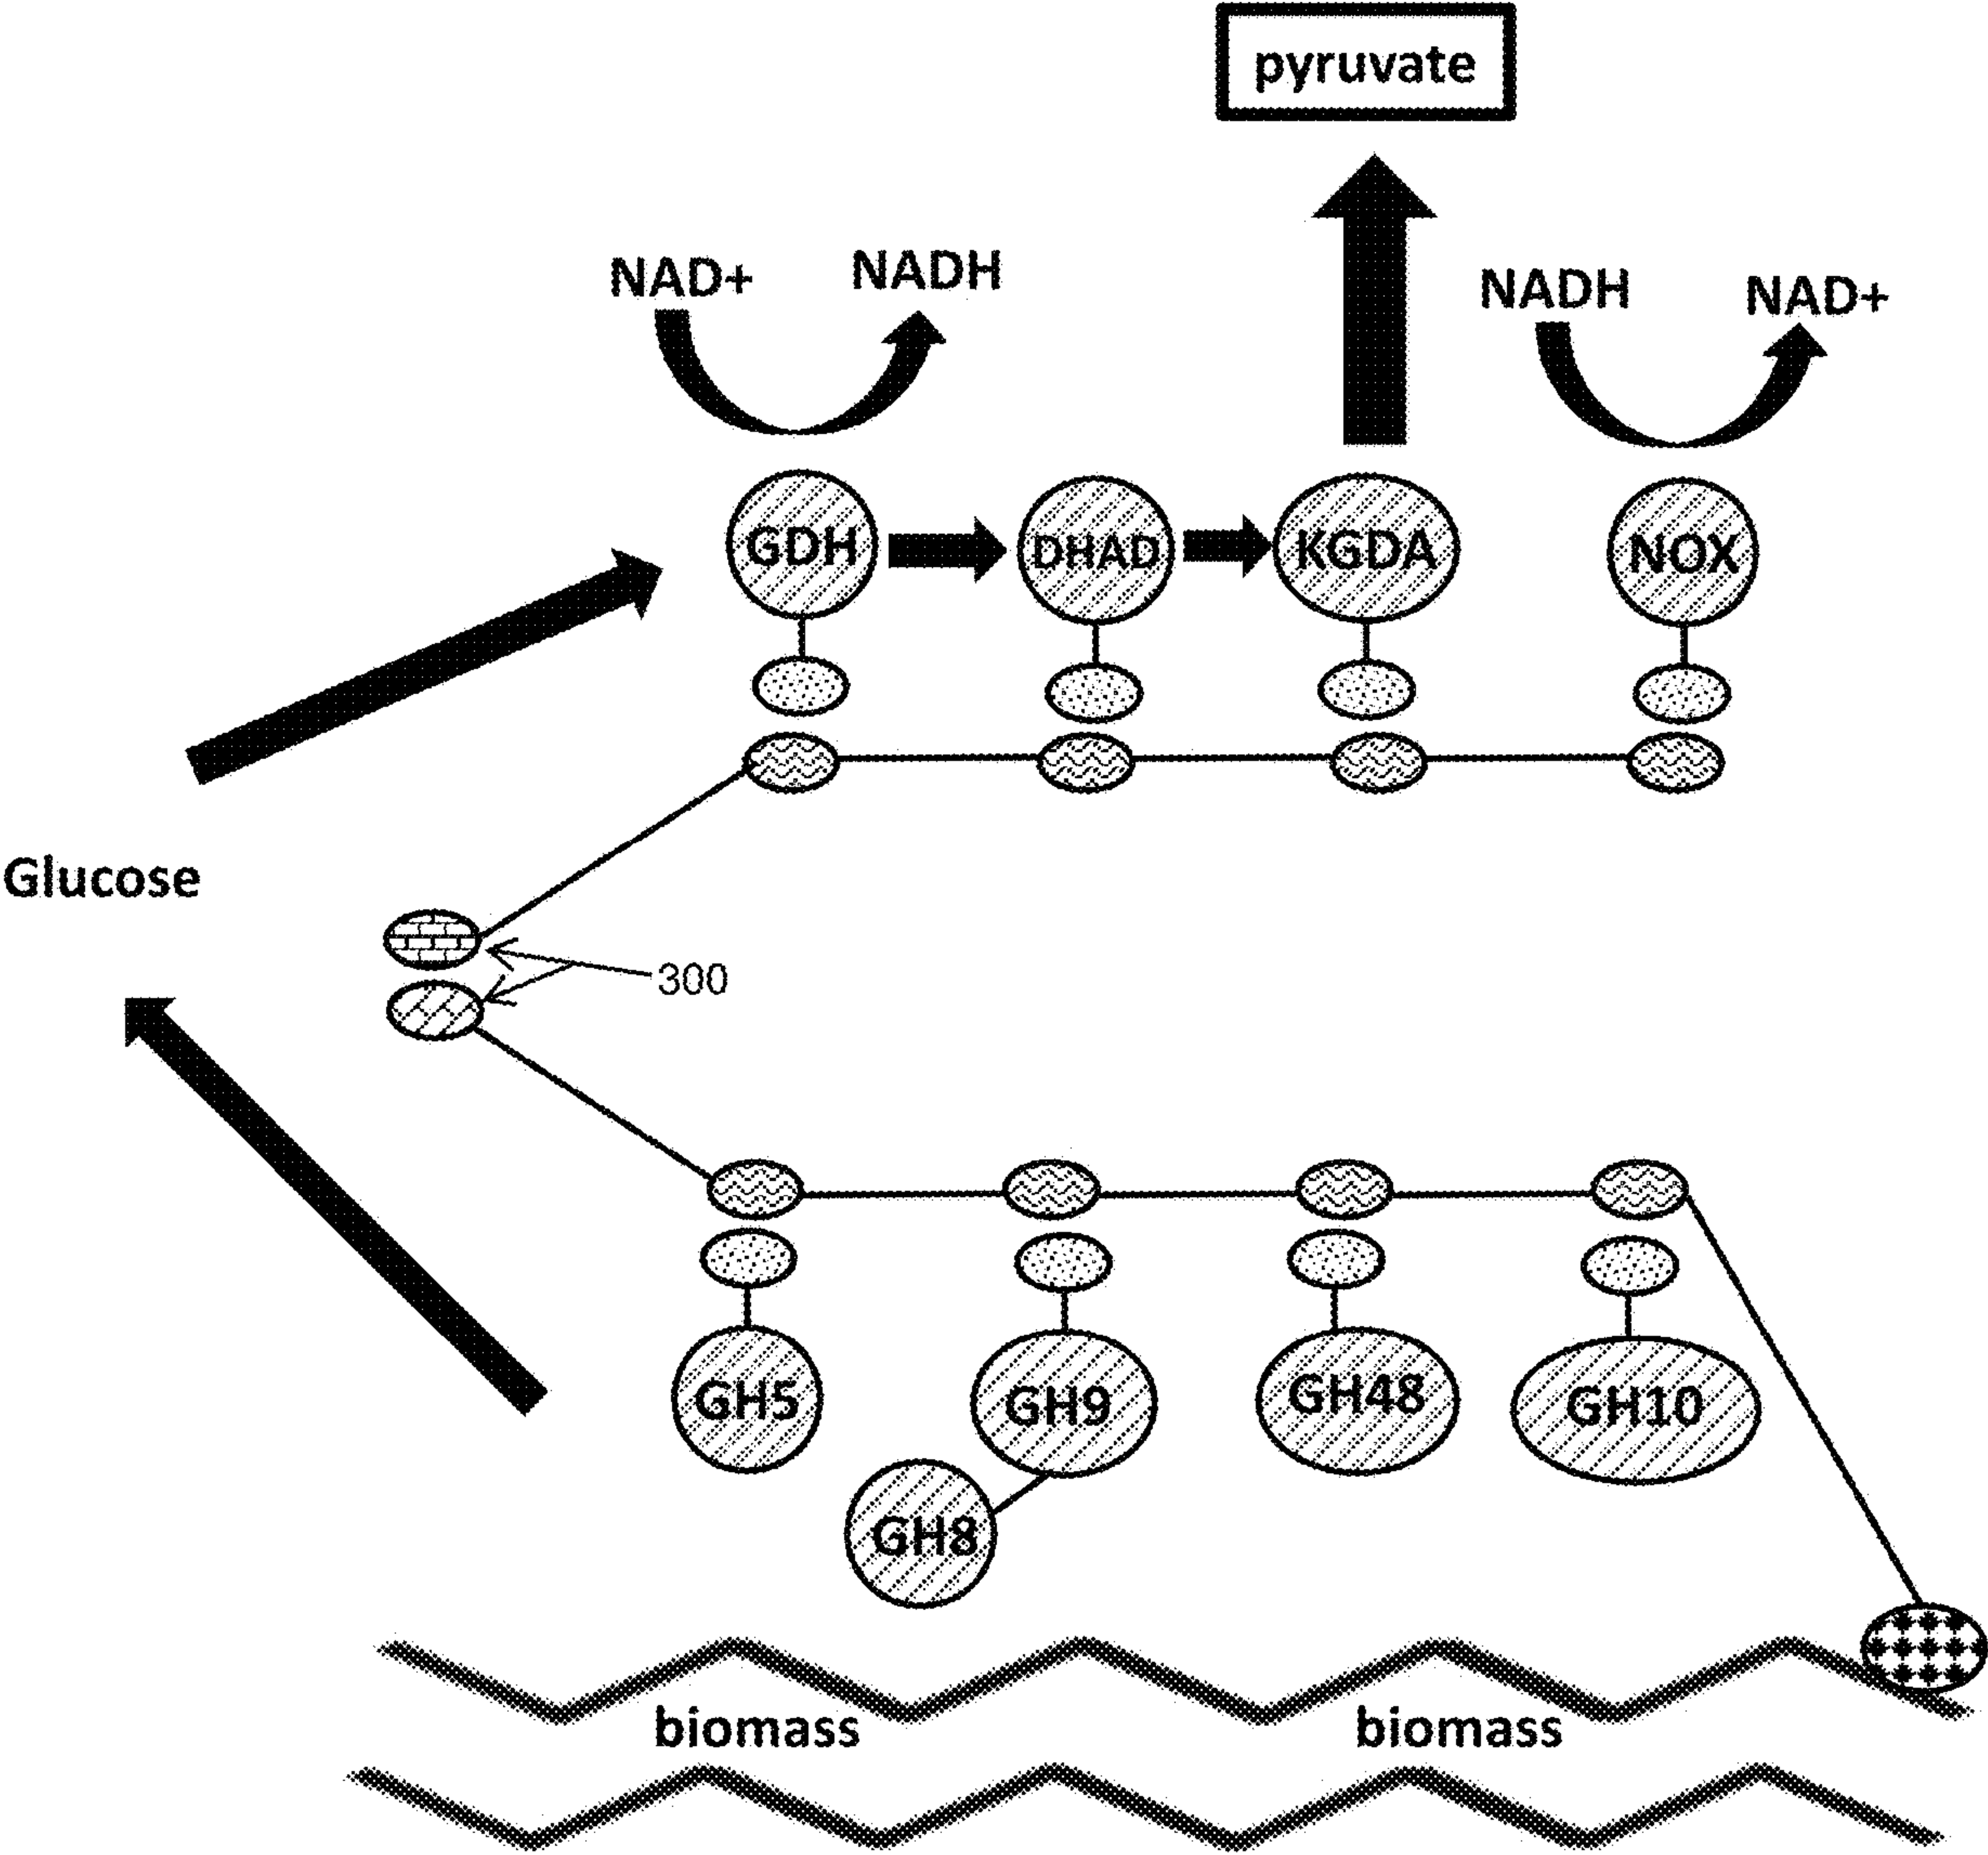 pyruvate
NAD+
NADH
NADH
NAD+
GDH
DHAD
KGDA
NOX
Glucose
300
GH5
GH9
GH48
GH10
GH8
biomass
biomass